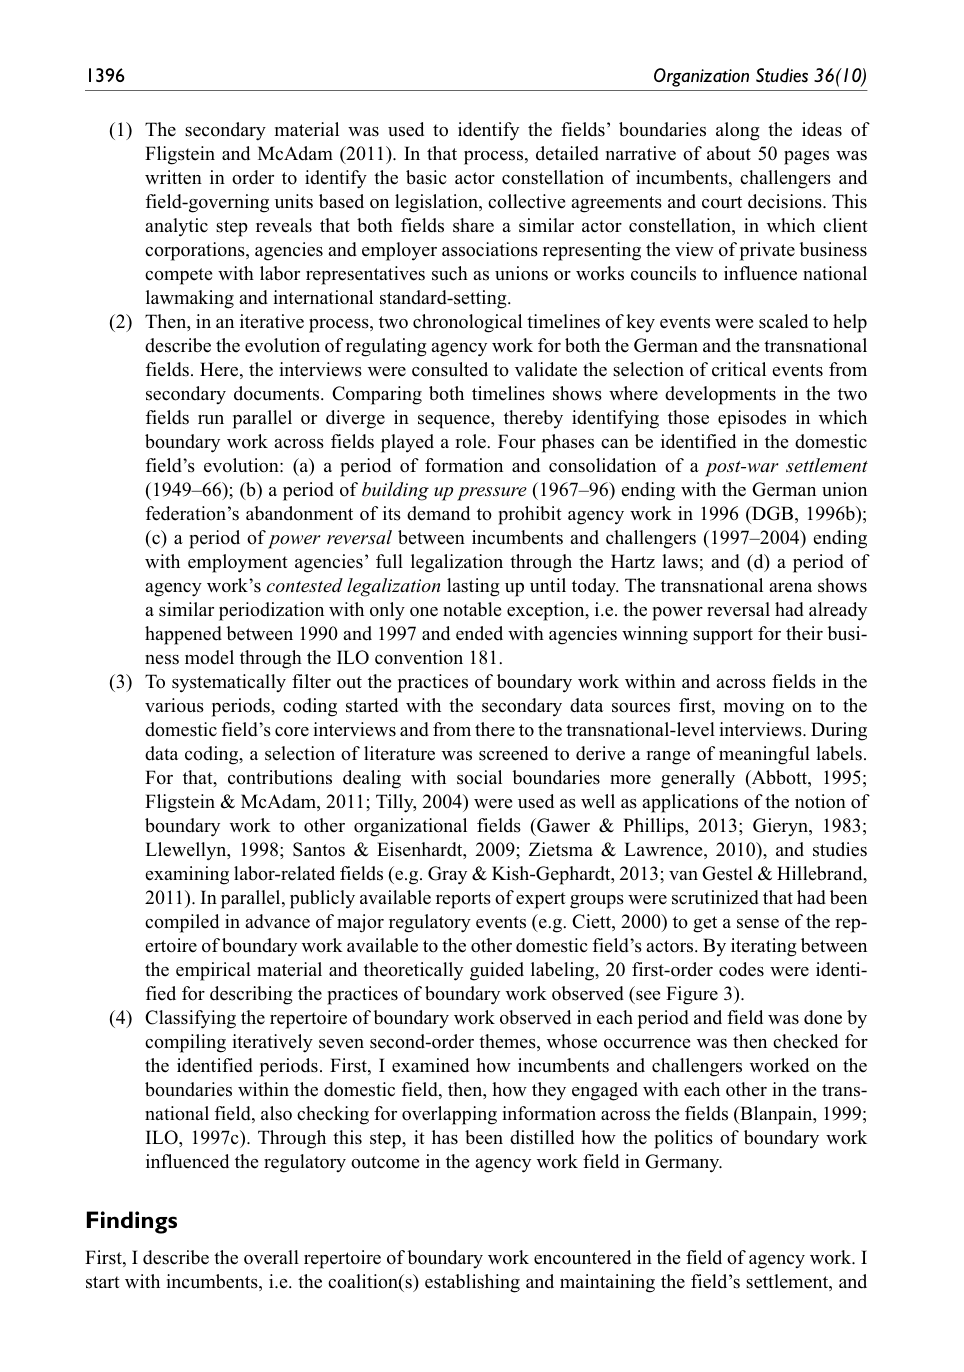 1396
Organization Studies 36(10)
(1) The secondary material was used to identify the fields’ boundaries along the ideas of
Fligstein and McAdam (2011). In that process, detailed narrative of about 50 pages was
written in order to identify the basic actor constellation of incumbents, challengers and
field-governing units based on legislation, collective agreements and court decisions. This
analytic step reveals that both fields share a similar actor constellation, in which client
corporations, agencies and employer associations representing the view of private business
compete with labor representatives such as unions or works councils to influence national
lawmaking and international standard-setting.
(2) Then, in an iterative process, two chronological timelines of key events were scaled to help
describe the evolution of regulating agency work for both the German and the transnational
fields. Here, the interviews were consulted to validate the selection of critical events from
secondary documents. Comparing both timelines shows where developments in the two
fields run parallel or diverge in sequence, thereby identifying those episodes in which
boundary work across fields played a role. Four phases can be identified in the domestic
field’s evolution: (a) a period of formation and consolidation of a post-war settlement
(1949–66); (b) a period of building up pressure (1967–96) ending with the German union
federation’s abandonment of its demand to prohibit agency work in 1996 (DGB, 1996b);
(c) a period of power reversal between incumbents and challengers (1997–2004) ending
with employment agencies’ full legalization through the Hartz laws; and (d) a period of
agency work’s contested legalization lasting up until today. The transnational arena shows
a similar periodization with only one notable exception, i.e. the power reversal had already
happened between 1990 and 1997 and ended with agencies winning support for their busi-
ness model through the ILO convention 181.
(3) To systematically filter out the practices of boundary work within and across fields in the
various periods, coding started with the secondary data sources first, moving on to the
domestic field’s core interviews and from there to the transnational-level interviews. During
data coding, a selection of literature was screened to derive a range of meaningful labels.
For that, contributions dealing with social boundaries more generally (Abbott, 1995;
Fligstein & McAdam, 2011; Tilly, 2004) were used as well as applications of the notion of
boundary work to other organizational fields (Gawer & Phillips, 2013; Gieryn, 1983;
Llewellyn, 1998; Santos & Eisenhardt, 2009; Zietsma & Lawrence, 2010), and studies
examining labor-related fields (e.g. Gray & Kish-Gephardt, 2013; van Gestel & Hillebrand,
2011). In parallel, publicly available reports of expert groups were scrutinized that had been
compiled in advance of major regulatory events (e.g. Ciett, 2000) to get a sense of the rep-
ertoire of boundary work available to the other domestic field’s actors. By iterating between
the empirical material and theoretically guided labeling, 20 first-order codes were identi-
fied for describing the practices of boundary work observed (see Figure 3).
(4) Classifying the repertoire of boundary work observed in each period and field was done by
compiling iteratively seven second-order themes, whose occurrence was then checked for
the identified periods. First, I examined how incumbents and challengers worked on the
boundaries within the domestic field, then, how they engaged with each other in the trans-
national field, also checking for overlapping information across the fields (Blanpain, 1999;
ILO, 1997c). Through this step, it has been distilled how the politics of boundary work
influenced the regulatory outcome in the agency work field in Germany.
Findings
First, I describe the overall repertoire of boundary work encountered in the field of agency work. I
start with incumbents, i.e. the coalition(s) establishing and maintaining the field’s settlement, and